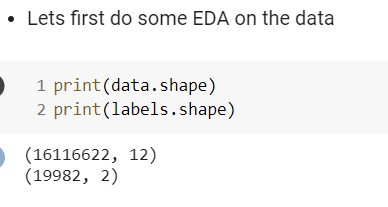 • Lets first do some EDA on the data
1 print(data.shape)
2 print(labels.shape)
(16116622, 12)
(19982, 2)